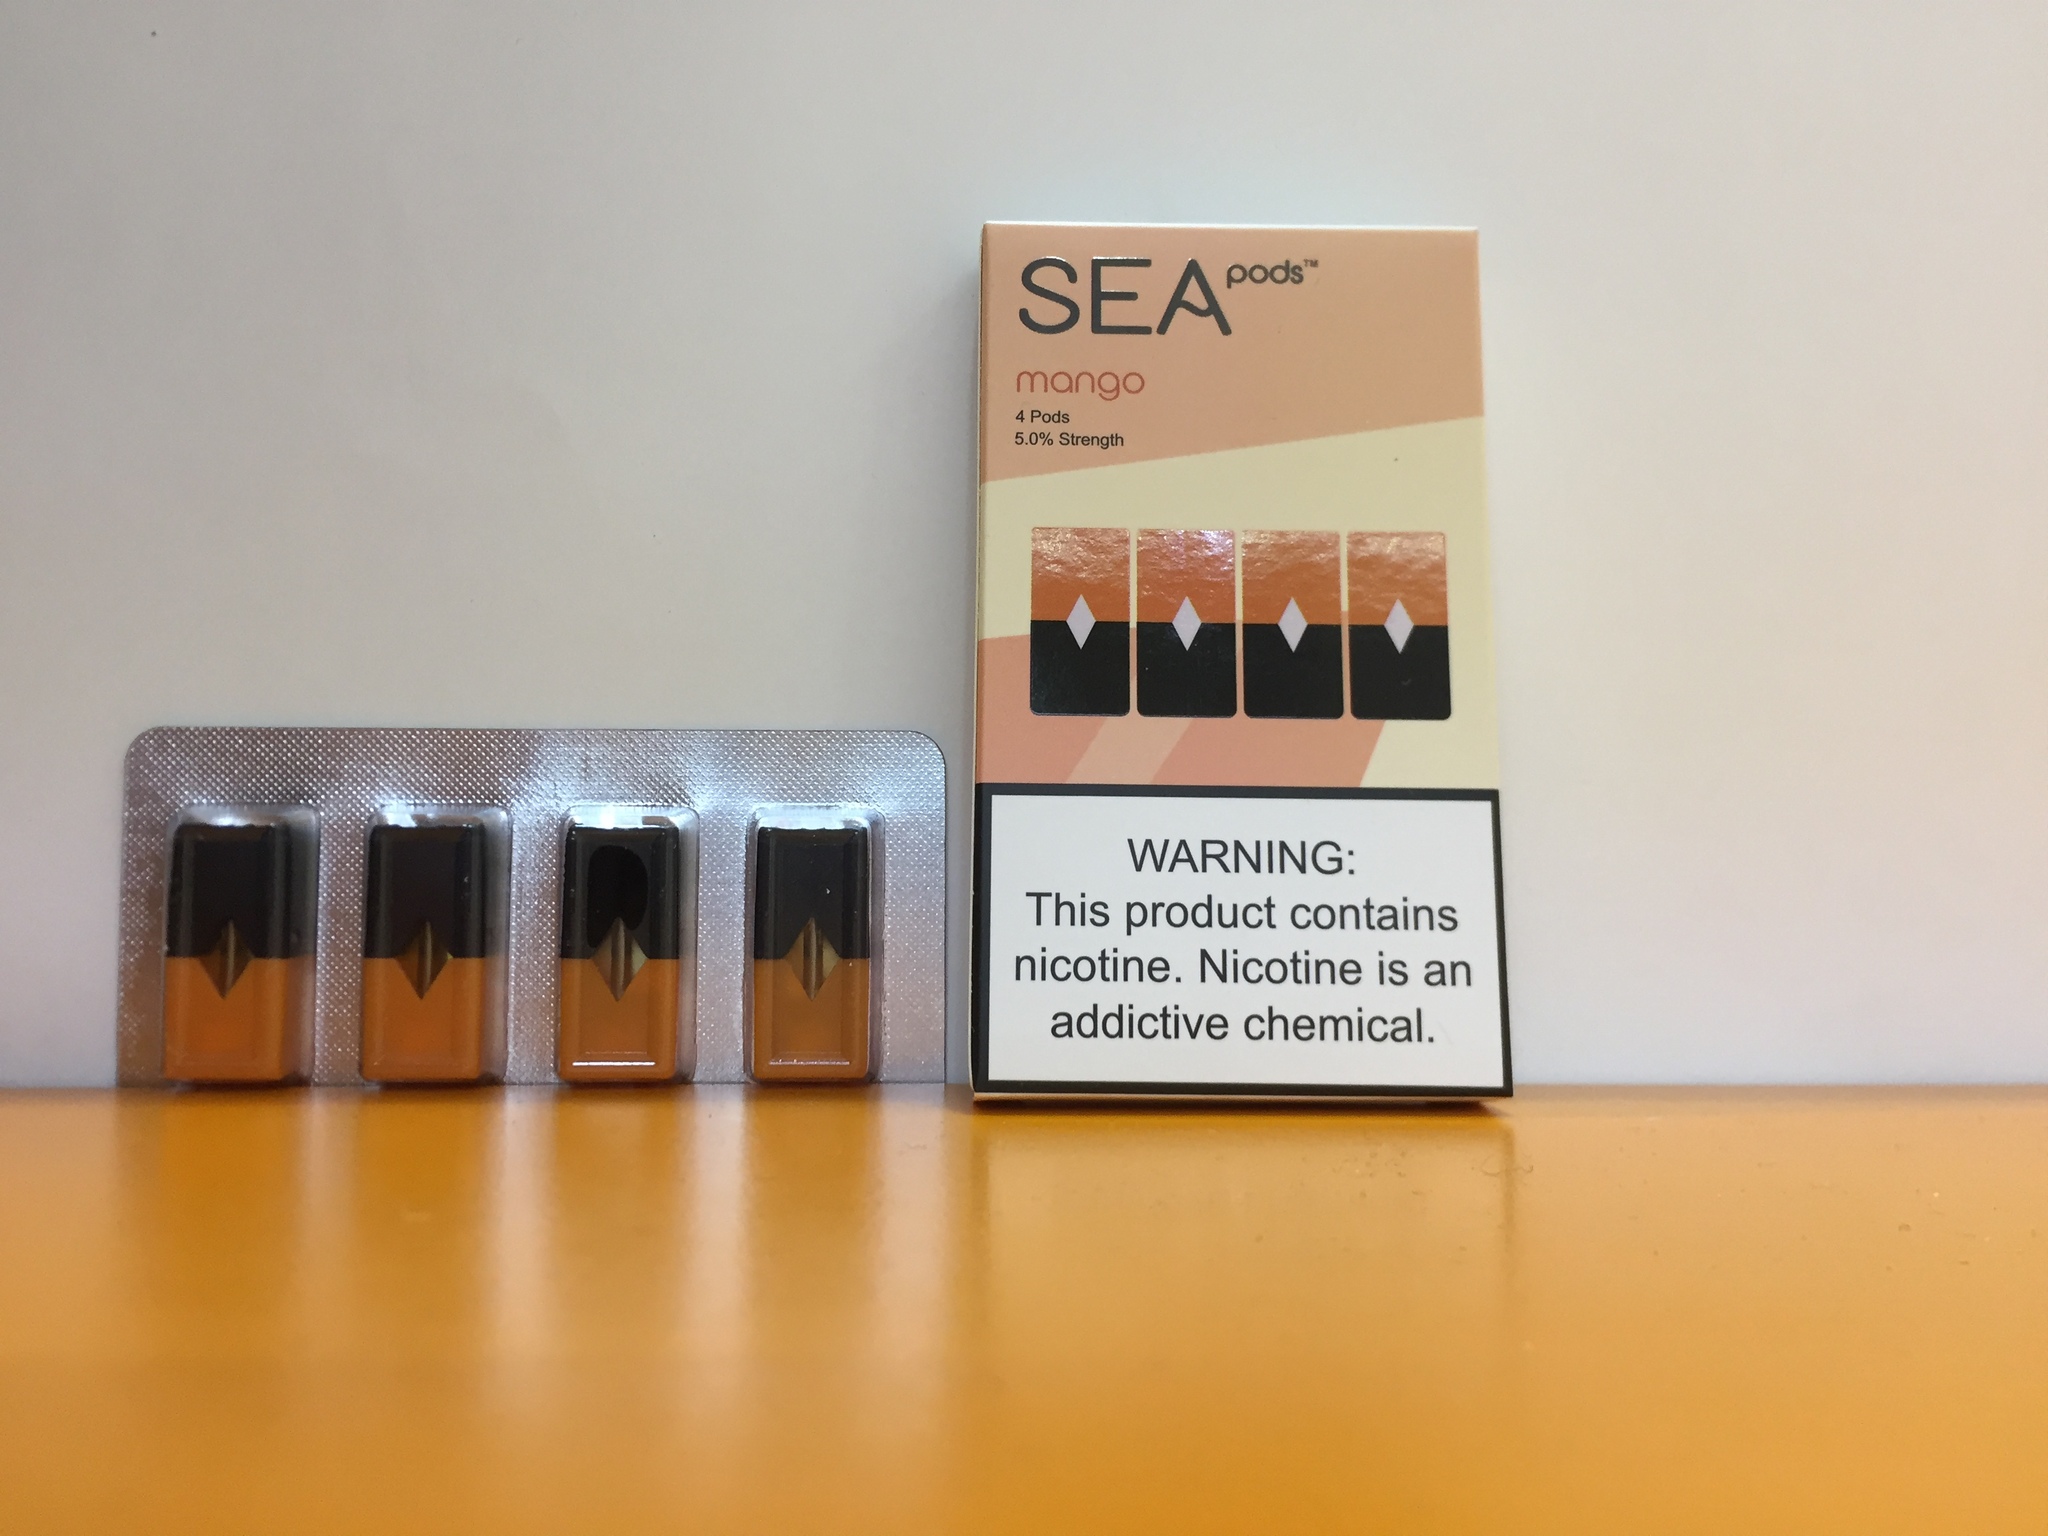 SEA pods™
mango
4 Pods
5.0% Strength
WARNING:
This product contains
nicotine. Nicotine is an
addictive chemical.